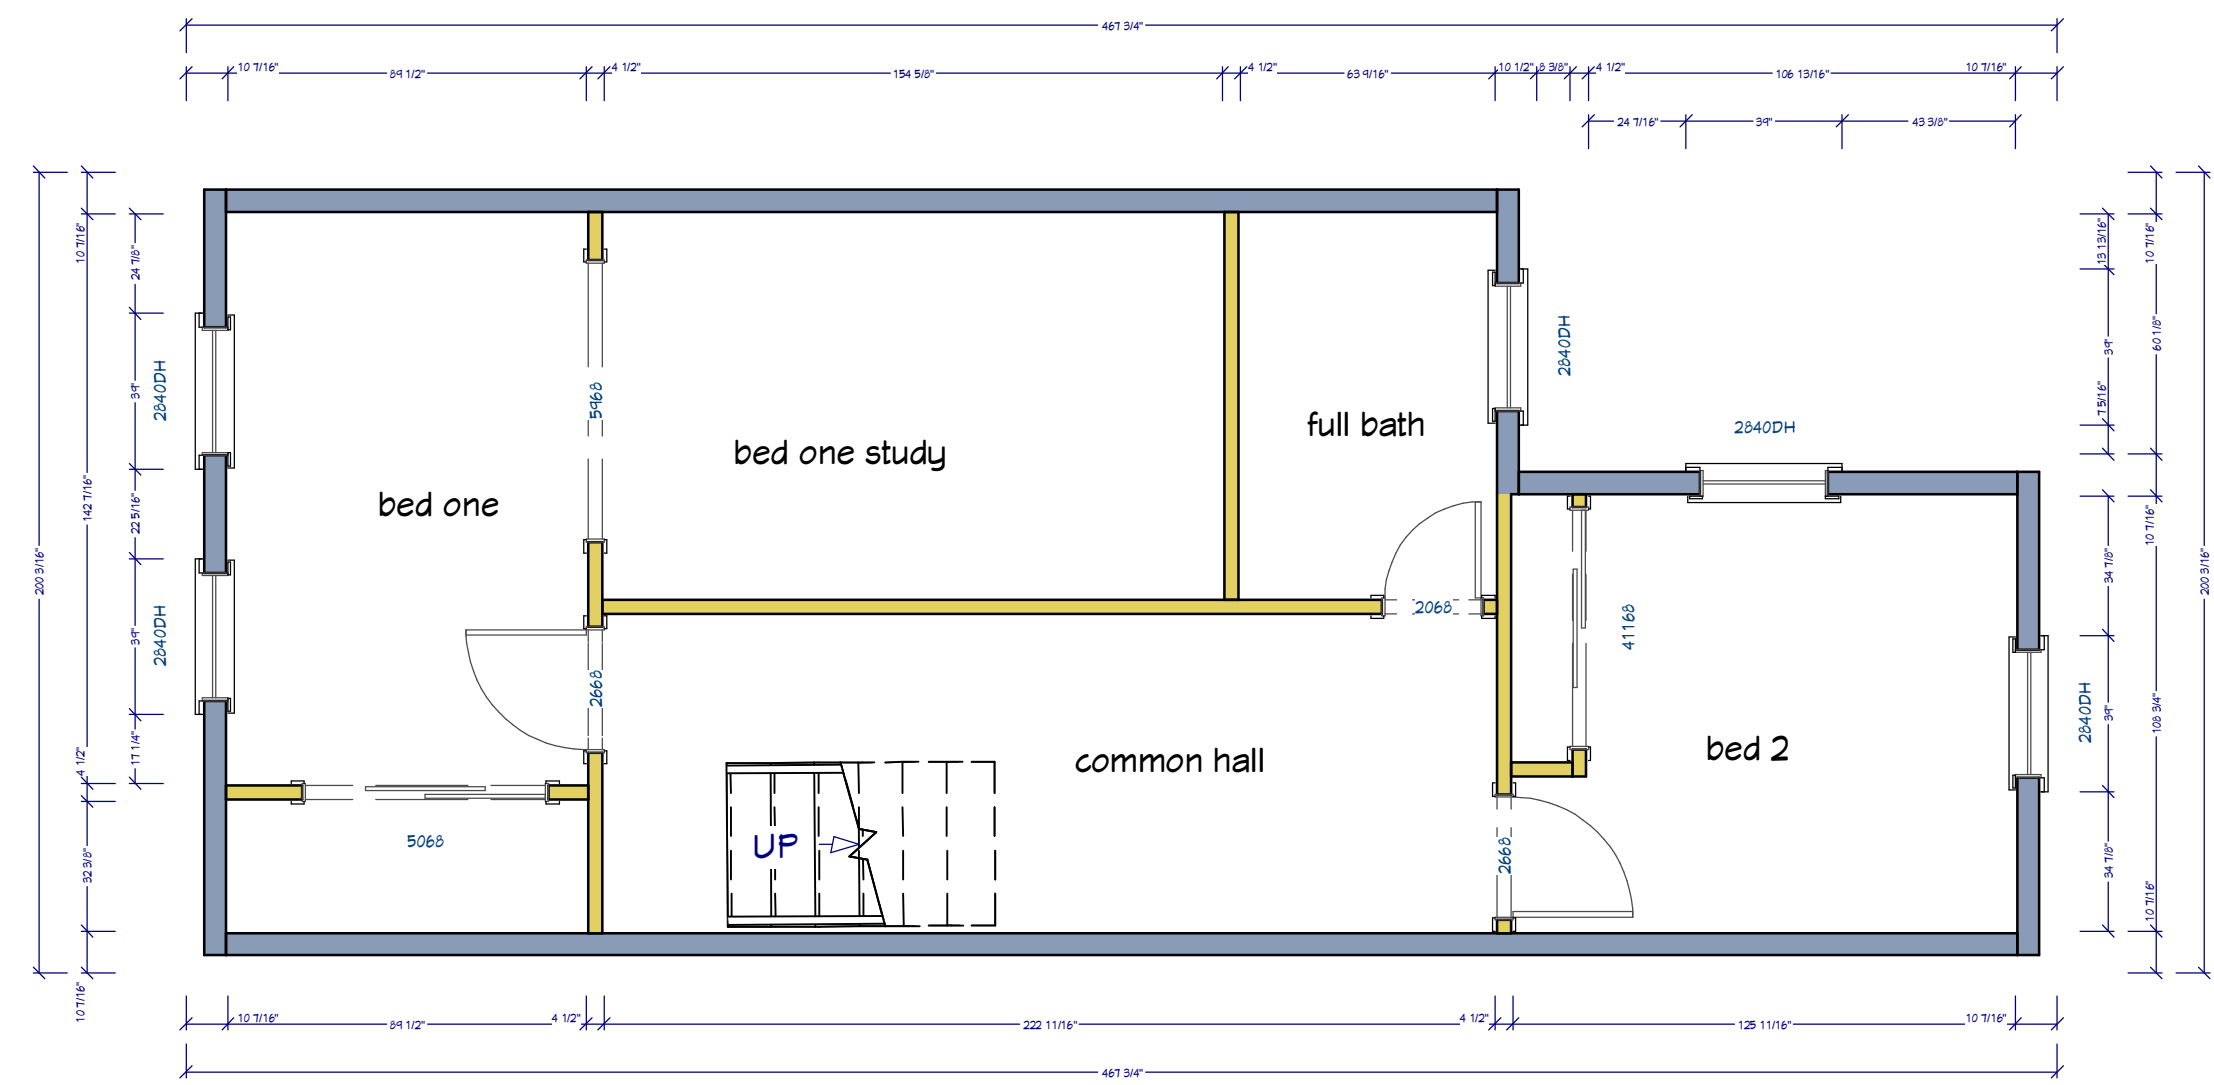 467 3/4"
10 7/16" 89 1/2" 4 1/2" 154 5/8" 4 1/2" 63 9/16" 10 1/2" 8 3/8" 4 1/2" 106 13/16" 10 7/16"
24 7/16" 39" 43 3/8"
200 3/16"
10 7/16"
142 7/16"
4 1/2"
32 3/8"
10 7/16"
24 7/8"
39"
22 5/16"
39"
17 1/4"
2840DH
2840DH
bed one
5968
bed one study
full bath
2840DH
2840DH
2668
2068
41168
5068
UP
common hall
2668
bed 2
2840DH
13 13/16"
39"
7 5/16"
34 7/8"
39"
34 7/8"
10 7/16"
60 1/8"
10 7/16"
108 3/4"
10 7/16"
200 3/16"
10 7/16" 89 1/2" 4 1/2" 222 11/16" 4 1/2" 125 11/16" 10 7/16"
467 3/4"